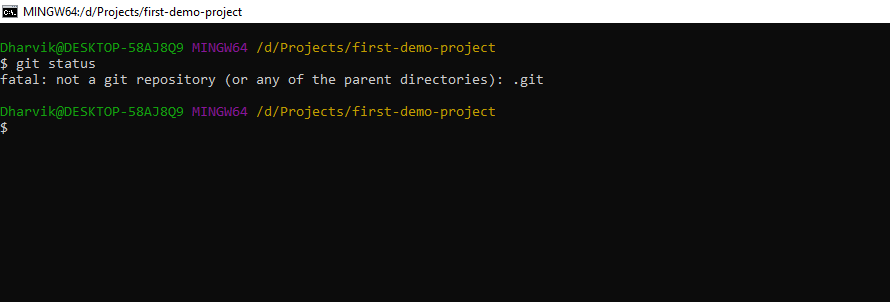 MINGW64:/d/Projects/first-demo-project
Dharvik@DESKTOP-58AJ8Q9 MINGW64 /d/Projects/first-demo-project
$ git status
fatal: not a git repository (or any of the parent directories): .git
Dharvik@DESKTOP-58AJ8Q9 MINGW64 /d/Projects/first-demo-project
$